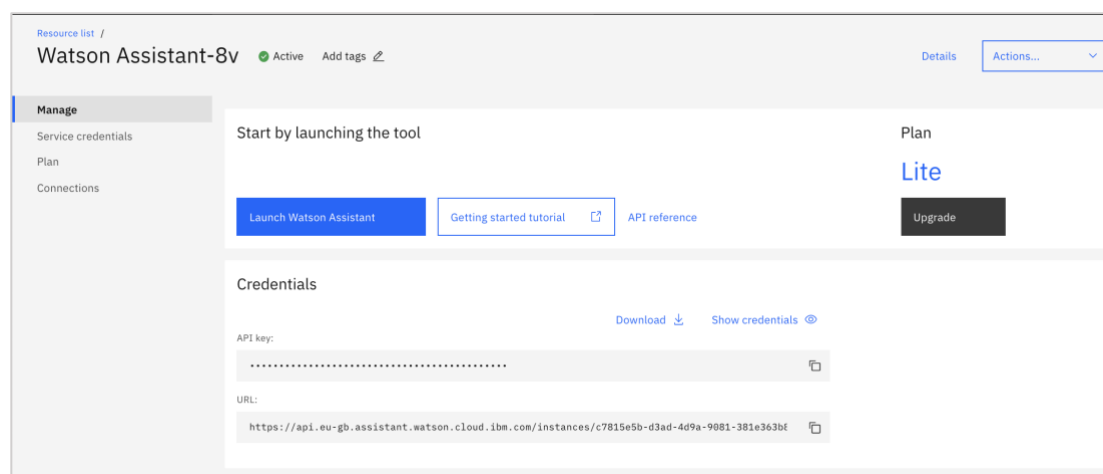 Resource list /
Watson Assistant-8v Active Add tags
Details Actions...
Manage
Service credentials
Plan
Connections
Start by launching the tool
Launch Watson Assistant Getting started tutorial API reference
Plan
Lite
Upgrade
Credentials
Download Show credentials
API key:
••••••••••••••••••••••••••••••••••••••••••••
URL:
https://api.eu-gb.assistant.watson.cloud.ibm.com/instances/c7815e5b-d3ad-4d9a-9081-381e363b